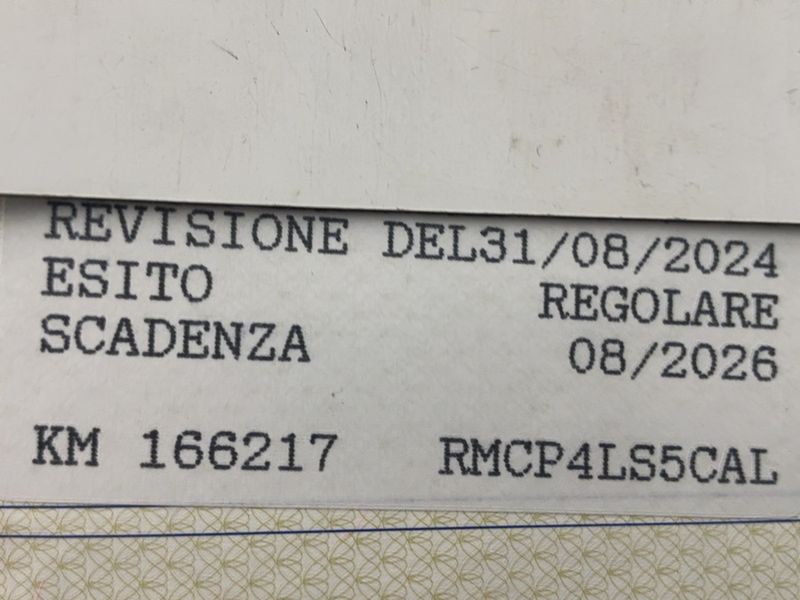 REVISIONE DEL31/08/2024
ESITO REGOLARE
SCADENZA 08/2026
KM 166217 RMCP4LS5CAL